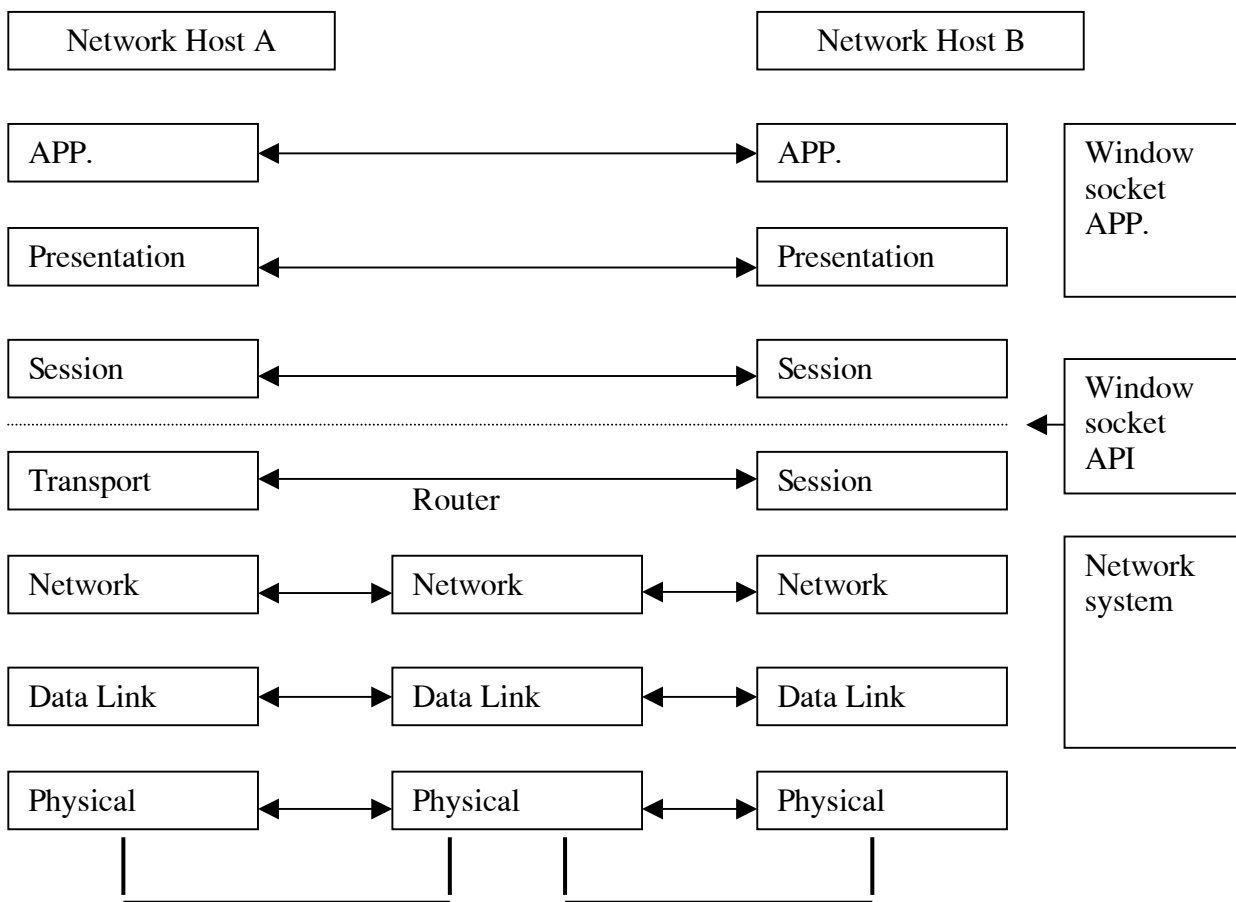 Network Host A
Network Host B
APP.
APP.
Window
socket
APP.
Presentation
Presentation
Session
Session
Window
socket
API
Transport
Session
Router
Network
Network
Network
Network
system
Data Link
Data Link
Data Link
Physical
Physical
Physical